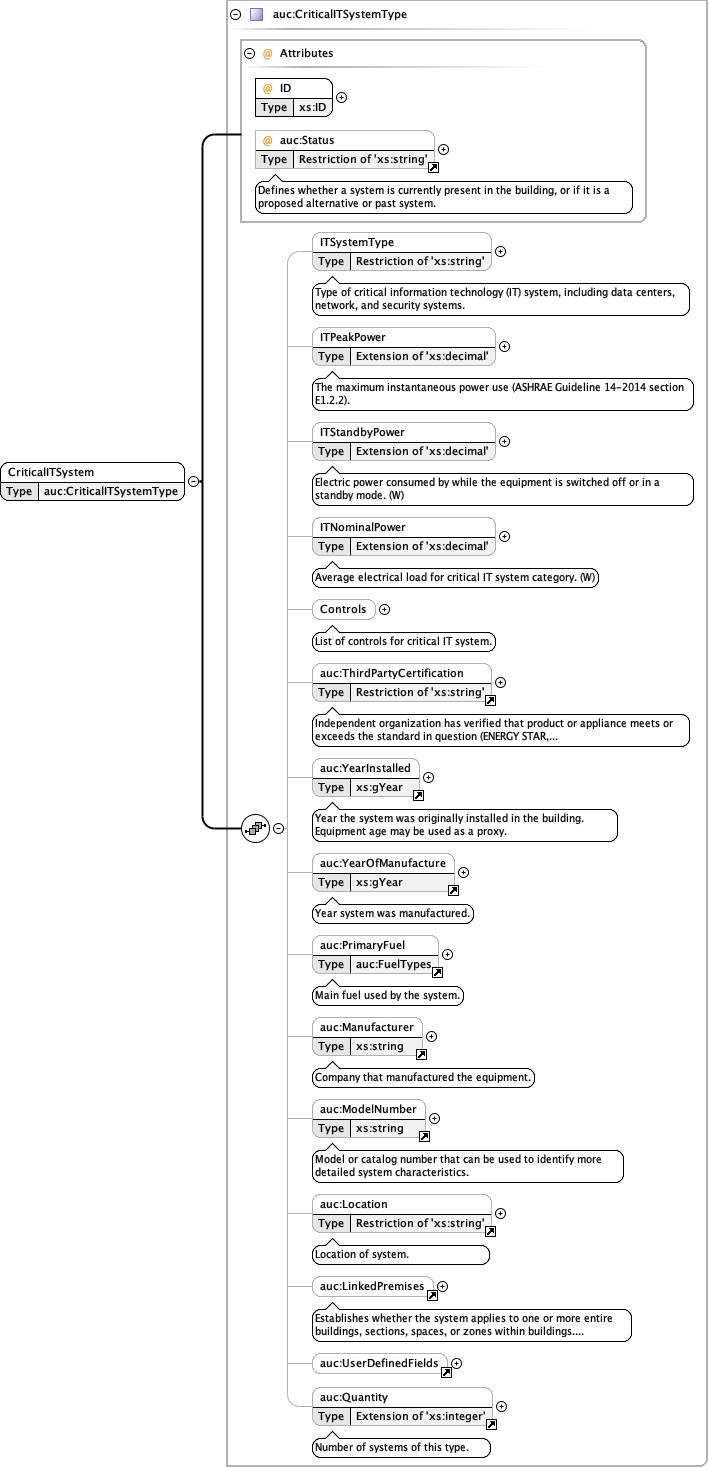 auc:CriticalITSystemType
@ Attributes
@ ID
Type xs:ID
@ auc:Status
Type Restriction of 'xs:string'
Defines whether a system is currently present in the building, or if it is a
proposed alternative or past system.
ITSystemType
Type Restriction of 'xs:string'
Type of critical information technology (IT) system, including data centers,
network, and security systems.
ITPeakPower
Type Extension of 'xs:decimal'
The maximum instantaneous power use (ASHRAE Guideline 14-2014 section
E1.2.2).
ITStandbyPower
Type Extension of 'xs:decimal'
Electric power consumed by while the equipment is switched off or in a
standby mode. (W)
CriticalITSystem
Type auc:CriticalITSystemType
ITNominalPower
Type Extension of 'xs:decimal'
Average electrical load for critical IT system category. (W)
Controls
List of controls for critical IT system.
auc:ThirdPartyCertification
Type Restriction of 'xs:string'
Independent organization has verified that product or appliance meets or
exceeds the standard in question (ENERGY STAR,...
auc:YearInstalled
Type xs:gYear
Year the system was originally installed in the building.
Equipment age may be used as a proxy.
auc:YearOfManufacture
Type xs:gYear
Year system was manufactured.
auc:PrimaryFuel
Type auc:FuelTypes
Main fuel used by the system.
auc:Manufacturer
Type xs:string
Company that manufactured the equipment.
auc:ModelNumber
Type xs:string
Model or catalog number that can be used to identify more
detailed system characteristics.
auc:Location
Type Restriction of 'xs:string'
Location of system.
auc:LinkedPremises
Establishes whether the system applies to one or more entire
buildings, sections, spaces, or zones within buildings....
auc:UserDefinedFields
auc:Quantity
Type Extension of 'xs:integer'
Number of systems of this type.